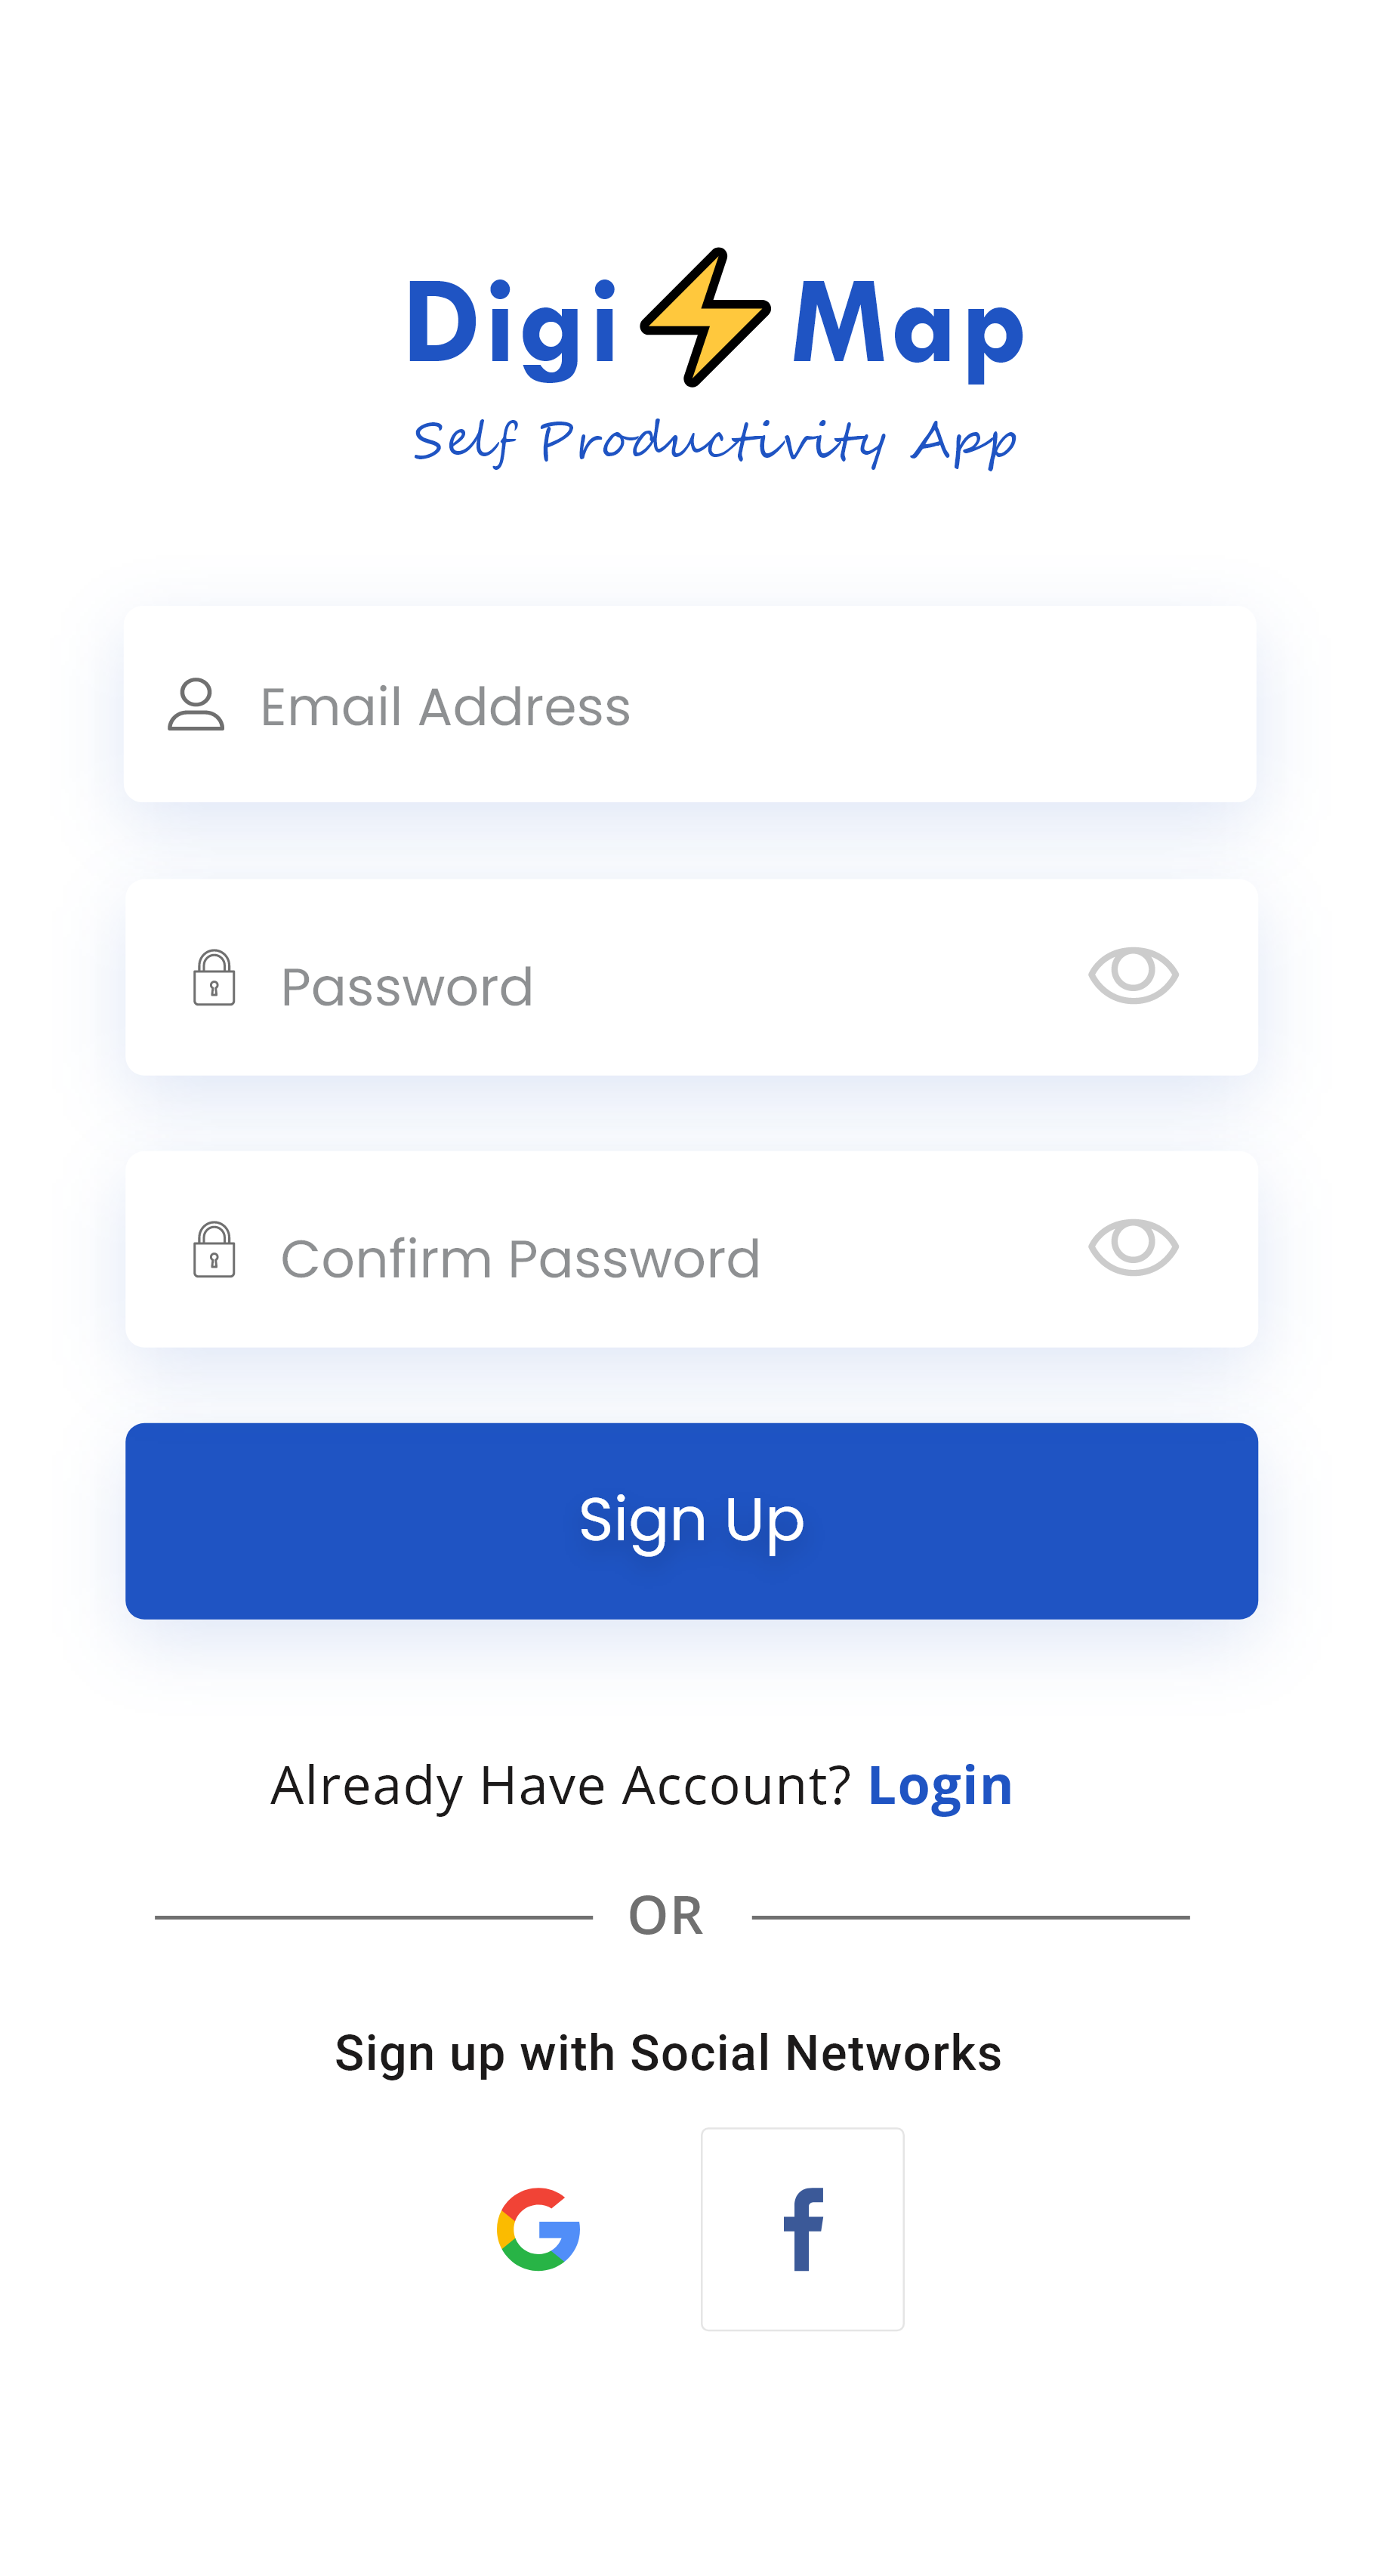 Digi Map
Self Productivity App
Email Address
Password
Confirm Password
Sign Up
Already Have Account? Login
OR
Sign up with Social Networks